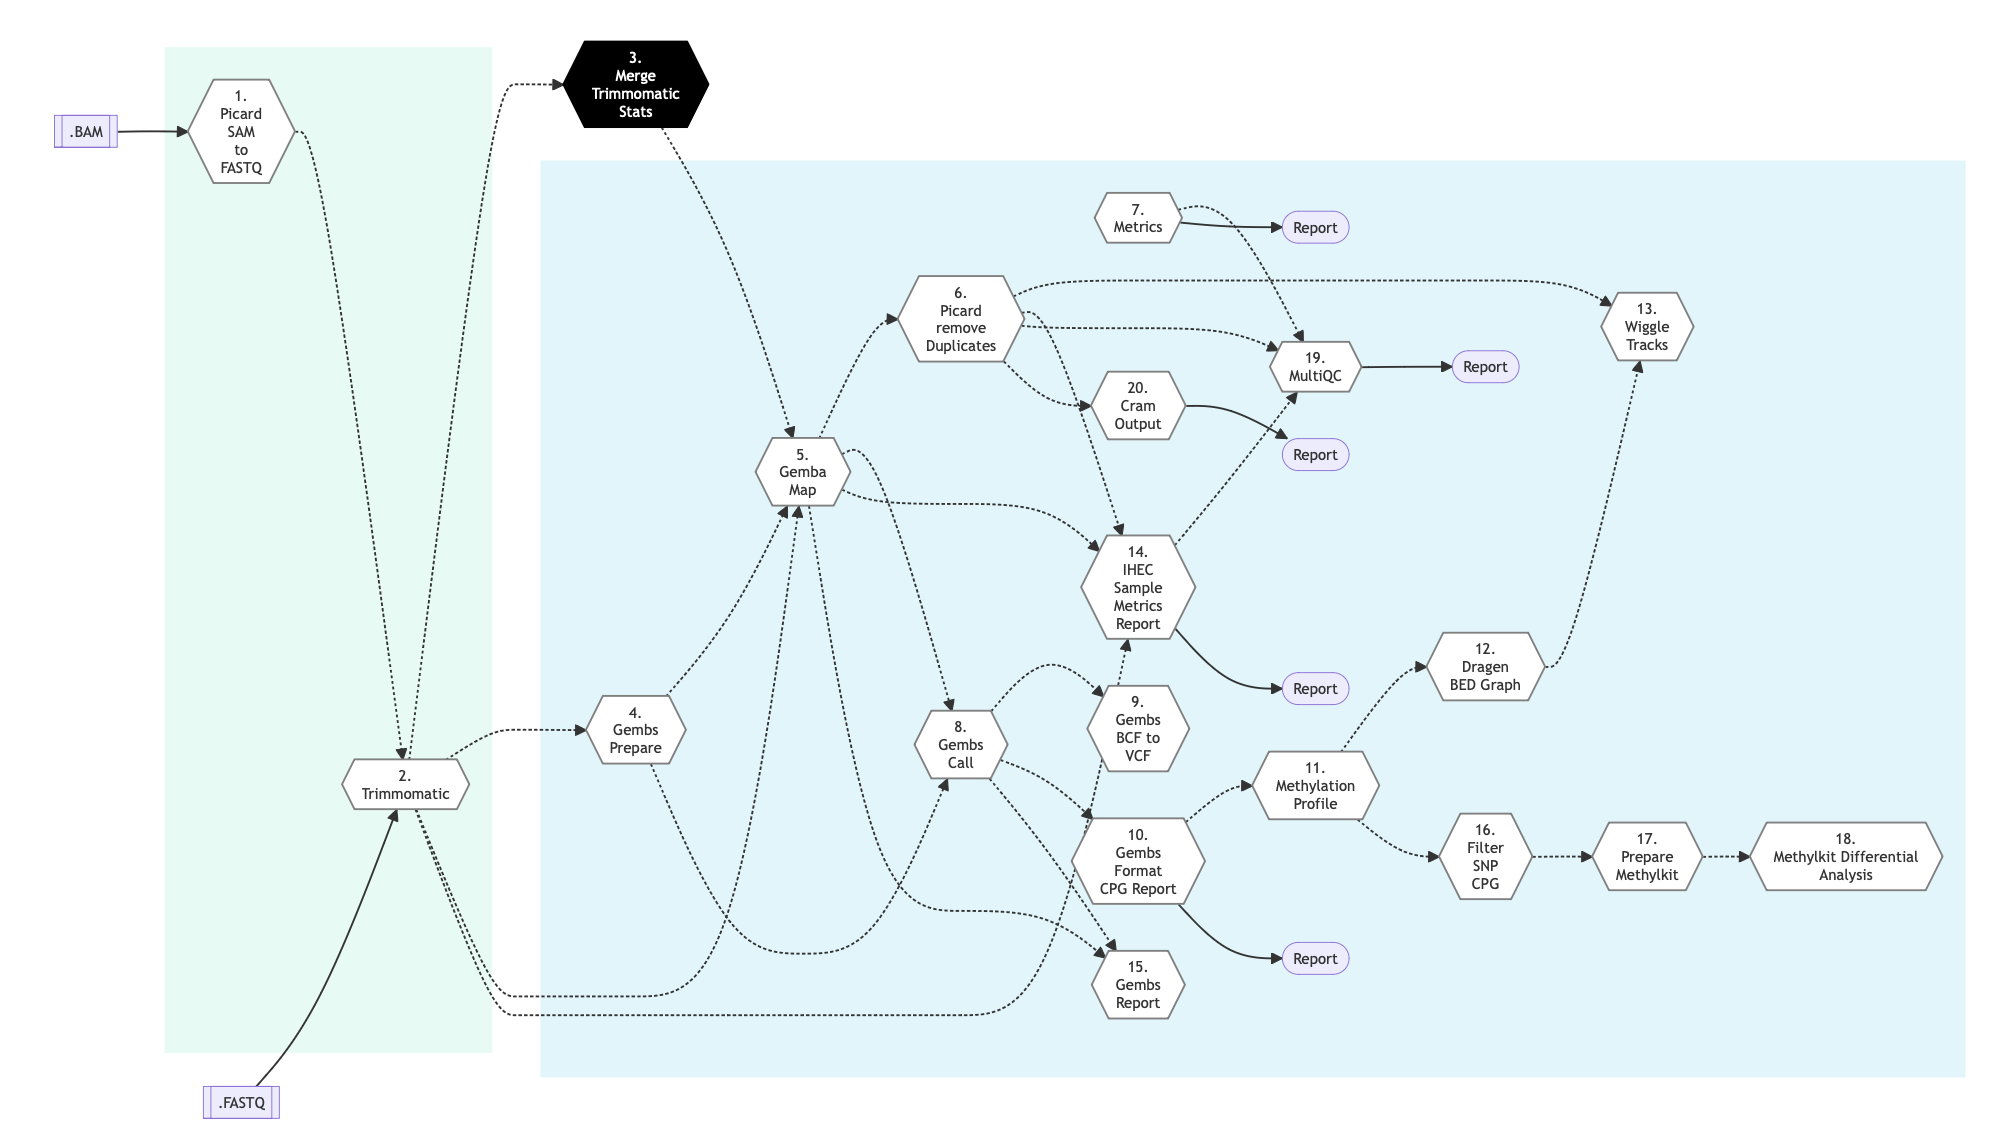 .BAM
1.
Picard
SAM
to
FASTQ
2.
Trimmomatic
.FASTQ
3.
Merge
Trimmomatic
Stats
4.
Gembs
Prepare
5.
Gemba
Map
6.
Picard
remove
Duplicates
7.
Metrics
Report
8.
Gembs
Call
9.
Gembs
BCF to
VCF
10.
Gembs
Format
CPG Report
Report
11.
Methylation
Profile
12.
Dragen
BED Graph
13.
Wiggle
Tracks
14.
IHEC
Sample
Metrics
Report
Report
15.
Gembs
Report
16.
Filter
SNP
CPG
17.
Prepare
Methylkit
18.
Methylkit Differential
Analysis
19.
MultiQC
Report
20.
Cram
Output
Report